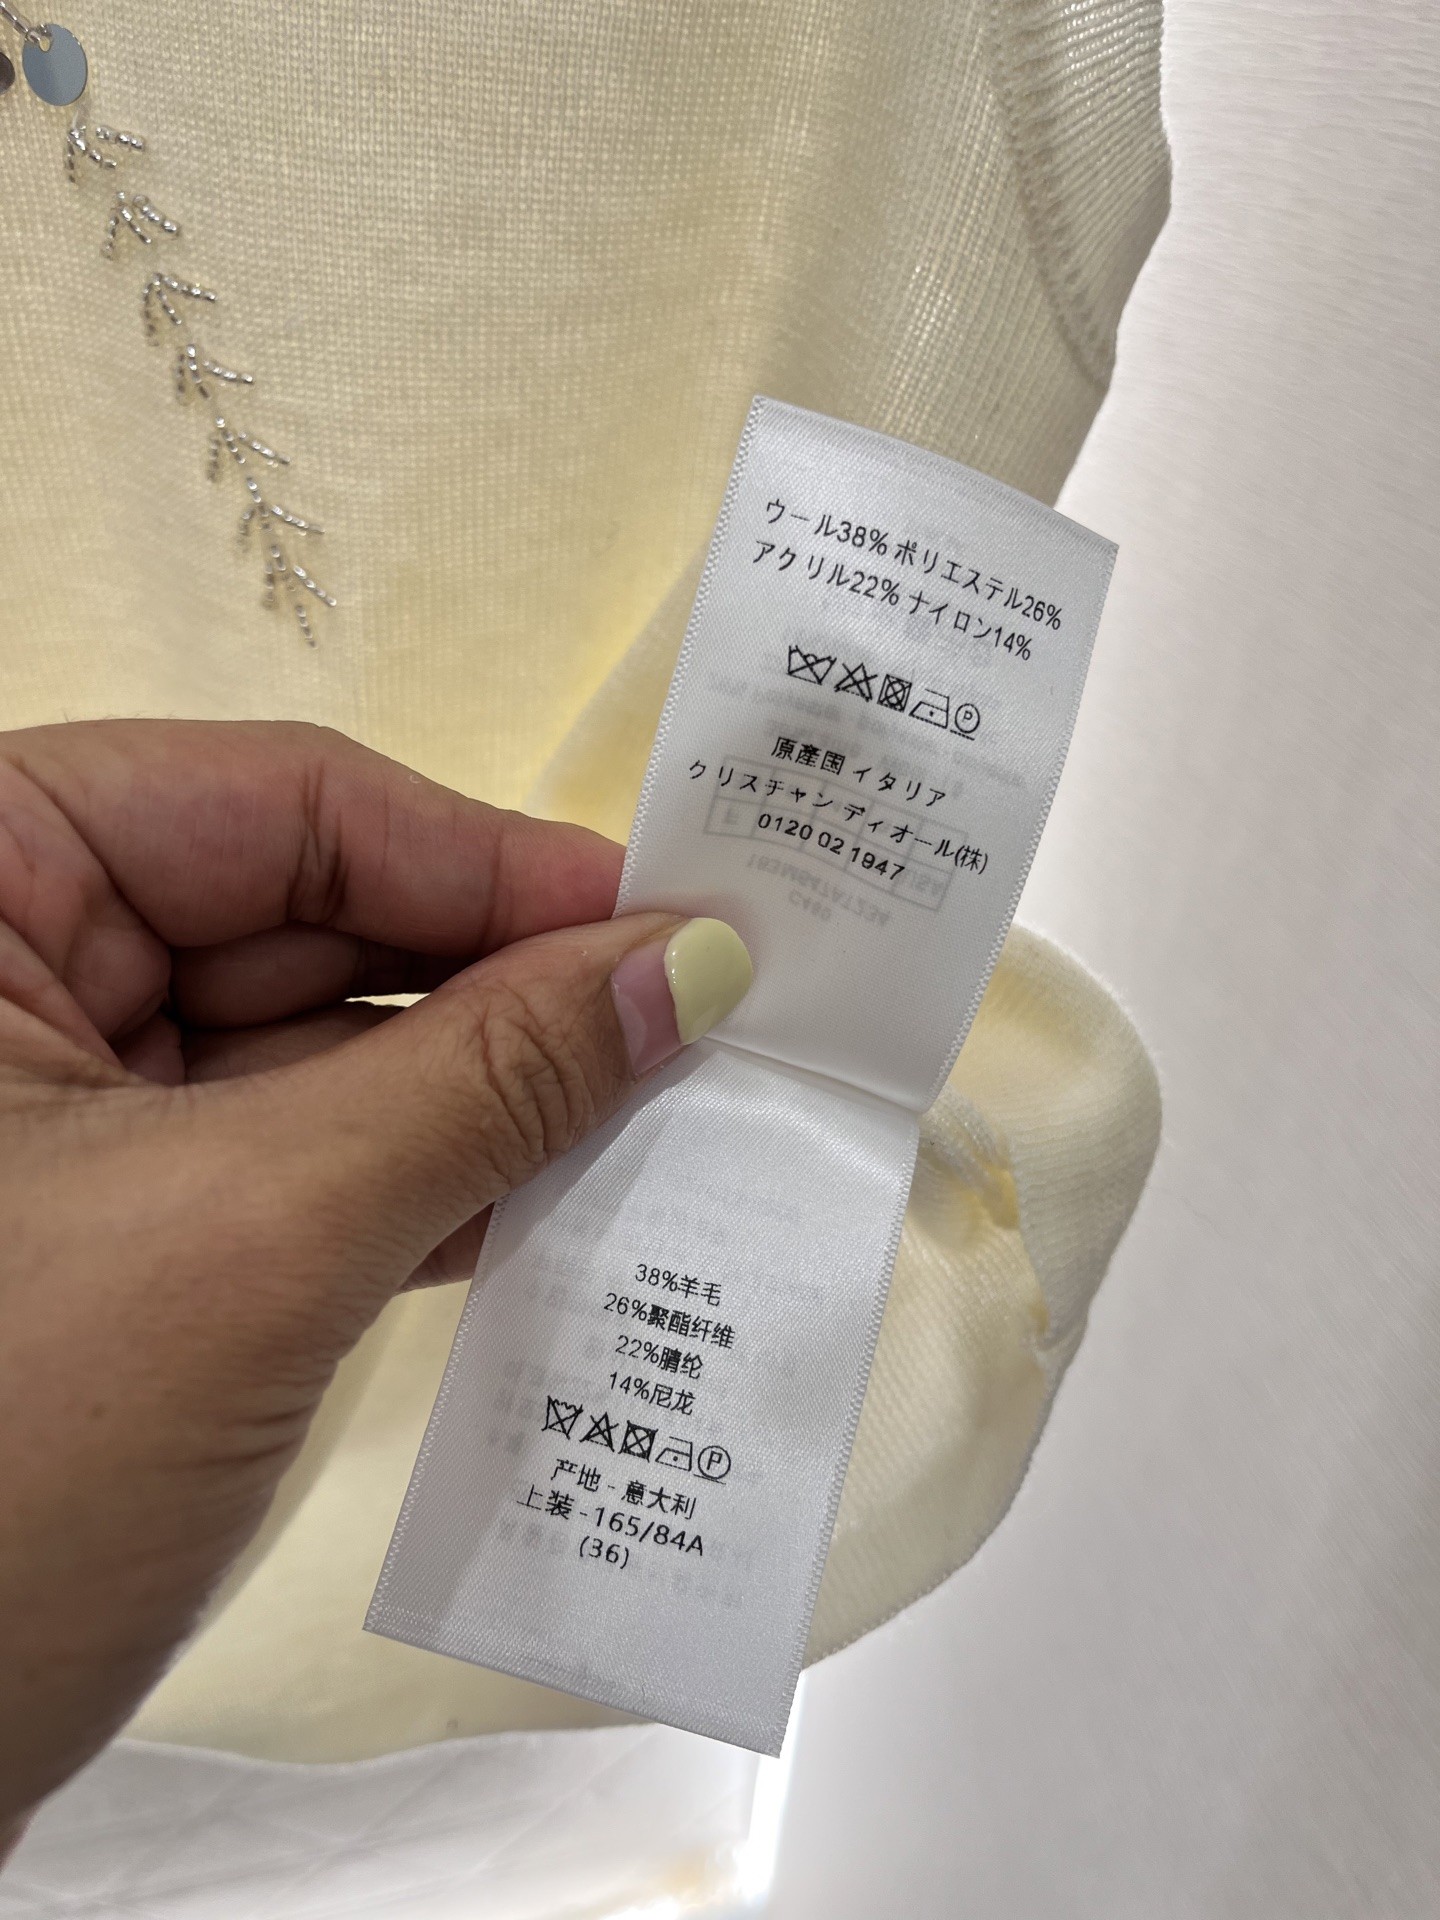 ウール38% ポリエステル26%
アクリル22% ナイロン14%
P
原産国 イタリア
クリスチャン ディオール(株)
0120 02 1947
38%羊毛
26%聚酯纤维
22%腈纶
14%尼龙
P
产地 - 意大利
上装 -165/84A
(36)